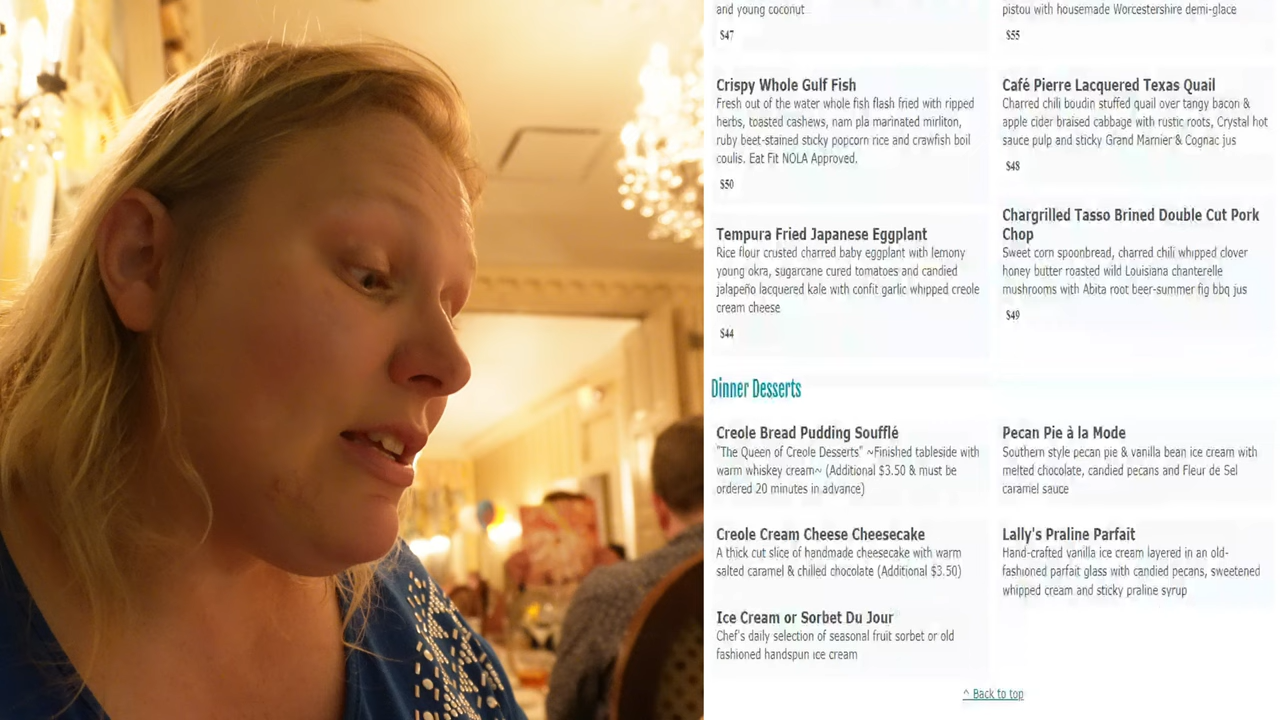 and young coconut
$47
Crispy Whole Gulf Fish
Fresh out of the water whole fish flash fried with ripped
herbs, toasted cashews, nam pla marinated mirliton,
ruby beet-stained sticky popcorn rice and crawfish boil
coulis. Eat Fit NOLA Approved.
$50
Tempura Fried Japanese Eggplant
Rice flour crusted charred baby eggplant with lemony
young okra, sugarcane cured tomatoes and candied
jalapeño lacquered kale with confit garlic whipped creole
cream cheese
$44
pistou with housemade Worcestershire demi-glace
$55
Café Pierre Lacquered Texas Quail
Charred chili boudin stuffed quail over tangy bacon &
apple cider braised cabbage with rustic roots, Crystal hot
sauce pulp and sticky Grand Marnier & Cognac jus
$48
Chargrilled Tasso Brined Double Cut Pork
Chop
Sweet corn spoonbread, charred chili whipped clover
honey butter roasted wild Louisiana chanterelle
mushrooms with Abita root beer-summer fig bbq jus
$49
Dinner Desserts
Creole Bread Pudding Soufflé
"The Queen of Creole Desserts" ~Finished tableside with
warm whiskey cream~ (Additional $3.50 & must be
ordered 20 minutes in advance)
Creole Cream Cheese Cheesecake
A thick cut slice of handmade cheesecake with warm
salted caramel & chilled chocolate (Additional $3.50)
Ice Cream or Sorbet Du Jour
Chef's daily selection of seasonal fruit sorbet or old
fashioned handspun ice cream
Pecan Pie à la Mode
Southern style pecan pie & vanilla bean ice cream with
melted chocolate, candied pecans and Fleur de Sel
caramel sauce
Lally's Praline Parfait
Hand-crafted vanilla ice cream layered in an old-
fashioned parfait glass with candied pecans, sweetened
whipped cream and sticky praline syrup
^ Back to top